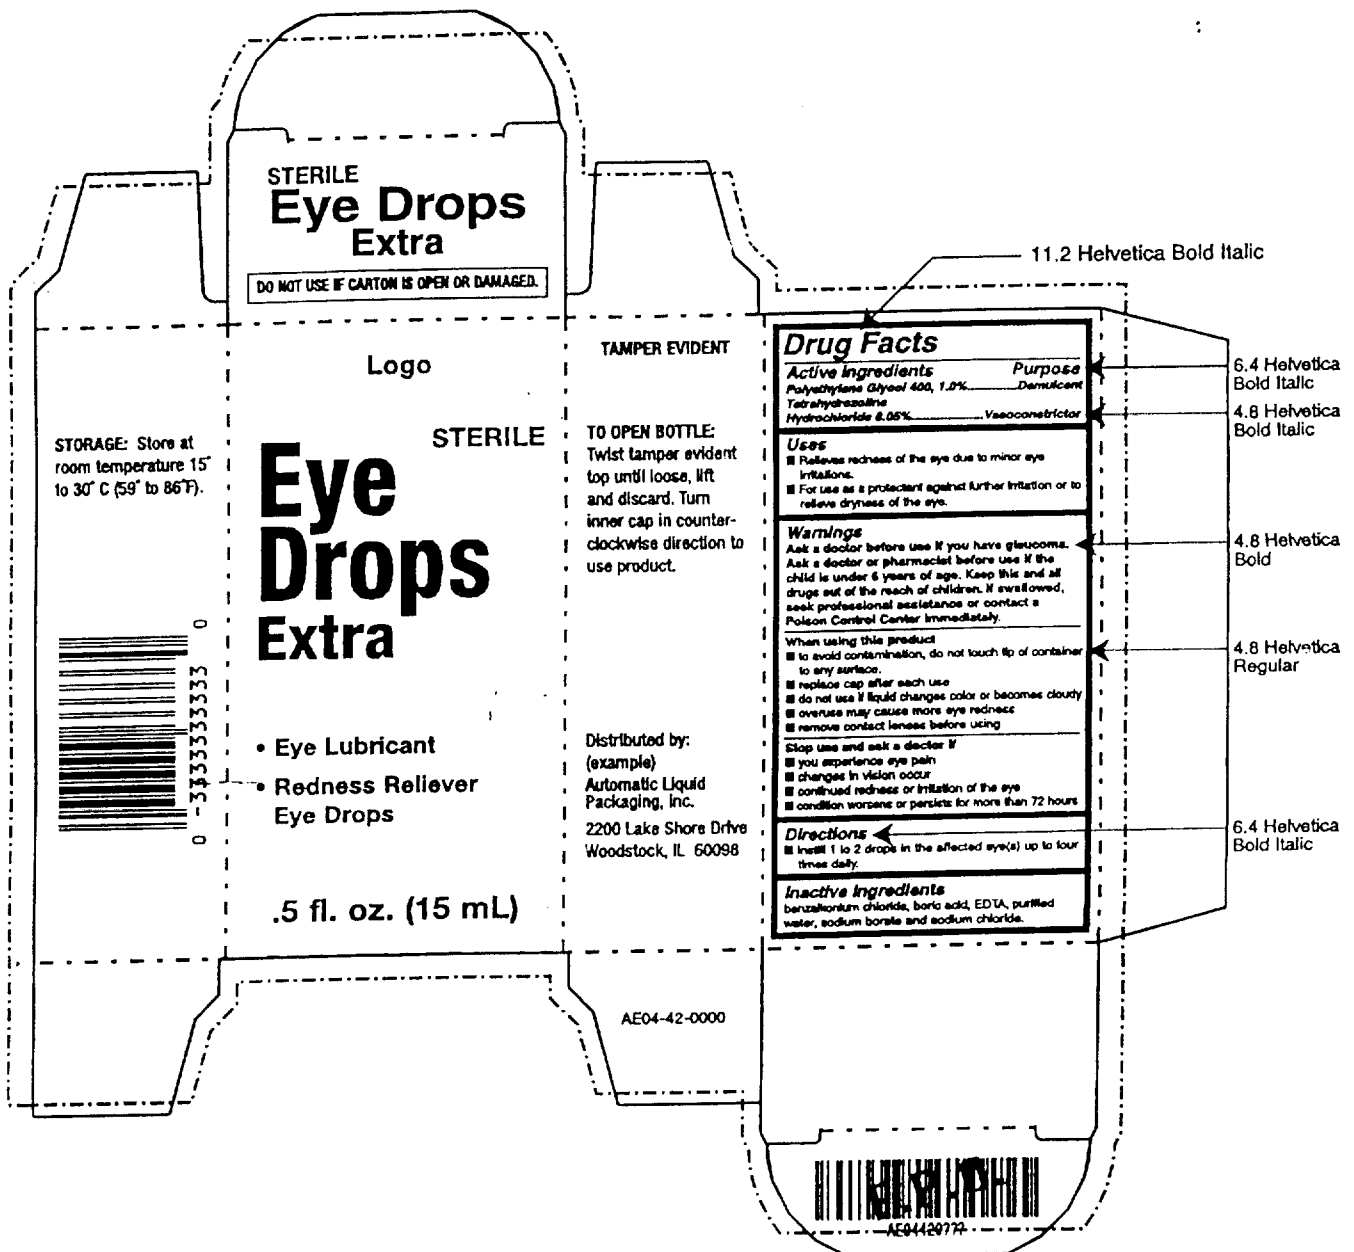 STERILE
Eye Drops
Extra
DO NOT USE IF CARTON IS OPEN OR DAMAGED.
STORAGE: Store at
room temperature 15°
to 30° C (59° to 86°F).
0 -3333333333 0
Logo
STERILE
Eye
Drops
Extra
• Eye Lubricant
• Redness Reliever
Eye Drops
.5 fl. oz. (15 mL)
TAMPER EVIDENT
TO OPEN BOTTLE:
Twist tamper evident
top until loose, lift
and discard. Turn
inner cap in counter-
clockwise direction to
use product.
Distributed by:
(example)
Automatic Liquid
Packaging, Inc.
2200 Lake Shore Drive
Woodstock, IL 60098
AE04-42-0000
Drug Facts
Active Ingredients Purpose
Polyethylene Glycol 400, 1.0%..........Demulcent
Tetrahydrozoline
Hydrochloride 0.05%..........Vasoconstrictor
Uses
■ Relieves redness of the eye due to minor eye
irritations.
■ For use as a protectant against further irritation or to
relieve dryness of the eye.
Warnings
Ask a doctor before use if you have glaucoma.
Ask a doctor or pharmacist before use if the
child is under 6 years of age. Keep this and all
drugs out of the reach of children. If swallowed,
seek professional assistance or contact a
Poison Control Center immediately.
When using this product
■ to avoid contamination, do not touch tip of container
to any surface.
■ replace cap after each use
■ do not use if liquid changes color or becomes cloudy
■ overuse may cause more eye redness
■ remove contact lenses before using
Stop use and ask a doctor if
■ you experience eye pain
■ changes in vision occur
■ continued redness or irritation of the eye
■ condition worsens or persists for more than 72 hours
Directions
■ Instill 1 to 2 drops in the affected eye(s) up to four
times daily.
Inactive Ingredients
benzalkonium chloride, boric acid, EDTA, purified
water, sodium borate and sodium chloride.
11.2 Helvetica Bold Italic
6.4 Helvetica
Bold Italic
4.8 Helvetica
Bold Italic
4.8 Helvetica
Bold
4.8 Helvetica
Regular
6.4 Helvetica
Bold Italic